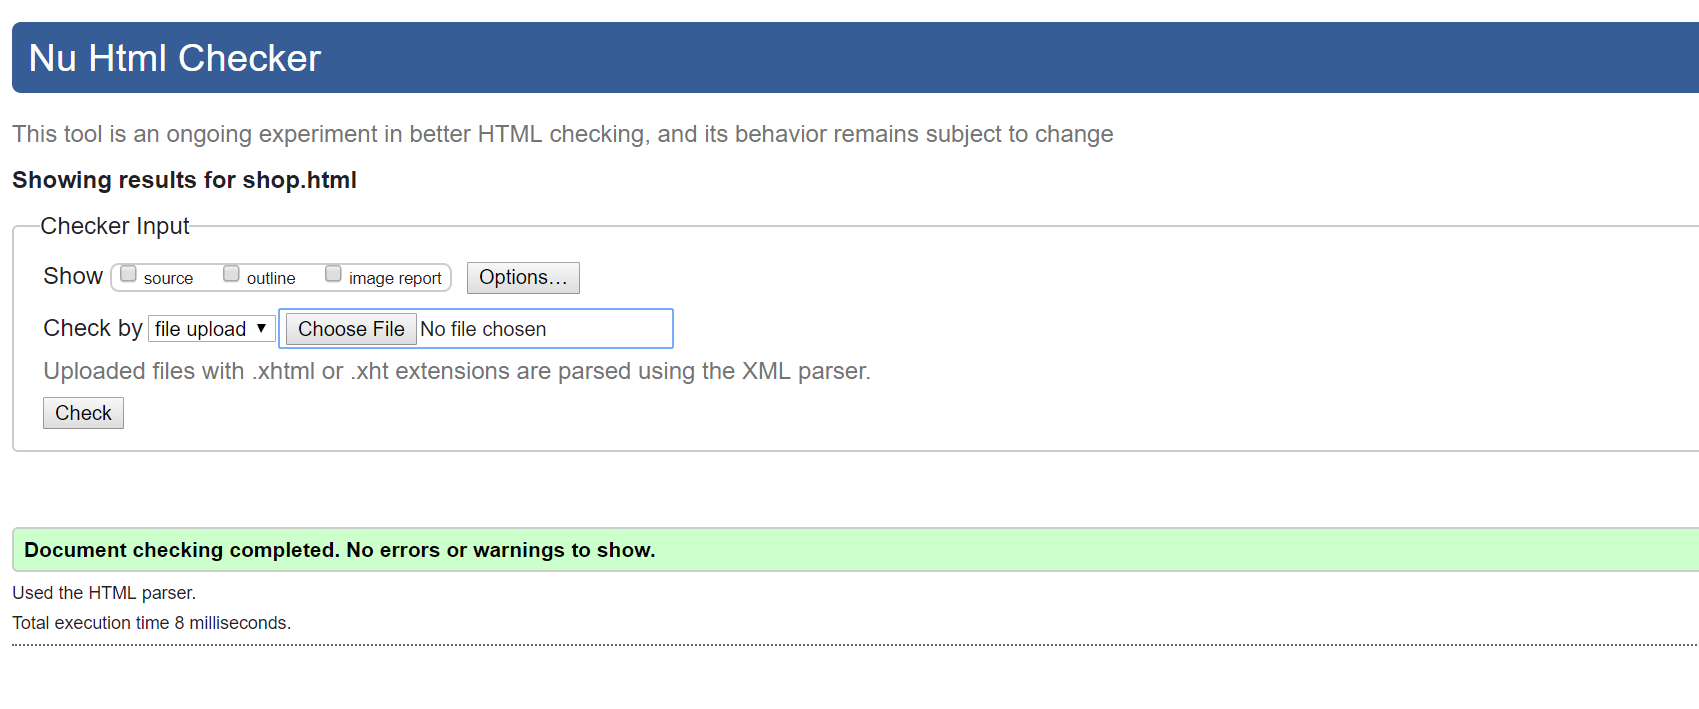 Nu Html Checker
This tool is an ongoing experiment in better HTML checking, and its behavior remains subject to change
Showing results for shop.html
Checker Input
Show source outline image report Options...
Check by file upload ▼ Choose File No file chosen
Uploaded files with .xhtml or .xht extensions are parsed using the XML parser.
Check
Document checking completed. No errors or warnings to show.
Used the HTML parser.
Total execution time 8 milliseconds.